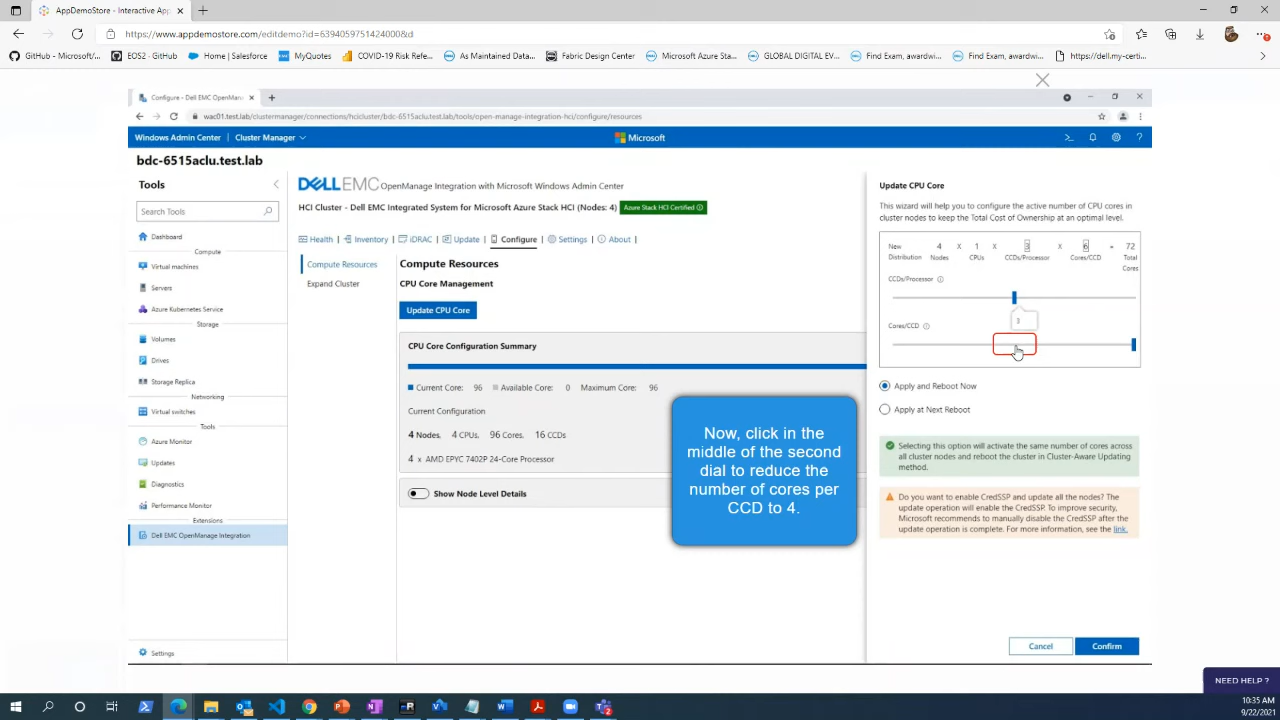 AppDemoStore - Interactive App
https://www.appdemostore.com/editdemo?id=6394059751424000&d
GitHub - Microsoft/... EOS2 - GitHub Salesforce MyQuotes COVID-19 Risk Refe... As Maintained Data... Fabric Design Center Microsoft Azure Sta... GLOBAL DIGITAL EV... Find Exam, awardwi... Find Exam, awardwi... https://dell.my-certi...
Configure - Dell EMC OpenMana
wac01.test.lab/clustermanager/connections/hcicluster/bdc-6515aclu.test.lab/tools/open-manage-integration-hci/configure/resources
Windows Admin Center | Cluster Manager
Microsoft
>_ ?
bdc-6515aclu.test.lab
Tools
Search Tools
Dashboard
Compute
Virtual machines
Servers
Azure Kubernetes Service
Storage
Volumes
Drives
Storage Replica
Networking
Virtual switches
Tools
Azure Monitor
Updates
Diagnostics
Performance Monitor
Extensions
Dell EMC OpenManage Integration
Settings
DELLEMC OpenManage Integration with Microsoft Windows Admin Center
HCI Cluster - Dell EMC Integrated System for Microsoft Azure Stack HCI (Nodes: 4) Azure Stack HCI Certified
Health | Inventory | iDRAC | Update | Configure | Settings | About |
Compute Resources
Expand Cluster
Compute Resources
CPU Core Management
Update CPU Core
CPU Core Configuration Summary
Current Core: 96 Available Core: 0 Maximum Core: 96
Current Configuration
4 Nodes, 4 CPUs, 96 Cores, 16 CCDs
4 x AMD EPYC 7402P 24-Core Processor
Show Node Level Details
Now, click in the
middle of the second
dial to reduce the
number of cores per
CCD to 4.
Update CPU Core
This wizard will help you to configure the active number of CPU cores in
cluster nodes to keep the Total Cost of Ownership at an optimal level.
New 4 X 1 X 3 X 6 = 72
Distribution Nodes CPUs CCDs/Processor Cores/CCD Total
Cores
CCDs/Processor
3
Cores/CCD
Apply and Reboot Now
Apply at Next Reboot
Selecting this option will activate the same number of cores across
all cluster nodes and reboot the cluster in Cluster-Aware Updating
method.
Do you want to enable CredSSP and update all the nodes? The
update operation will enable the CredSSP. To improve security,
Microsoft recommends to manually disable the CredSSP after the
update operation is complete. For more information, see the link.
Cancel Confirm
NEED HELP ?
10:35 AM
9/22/2021